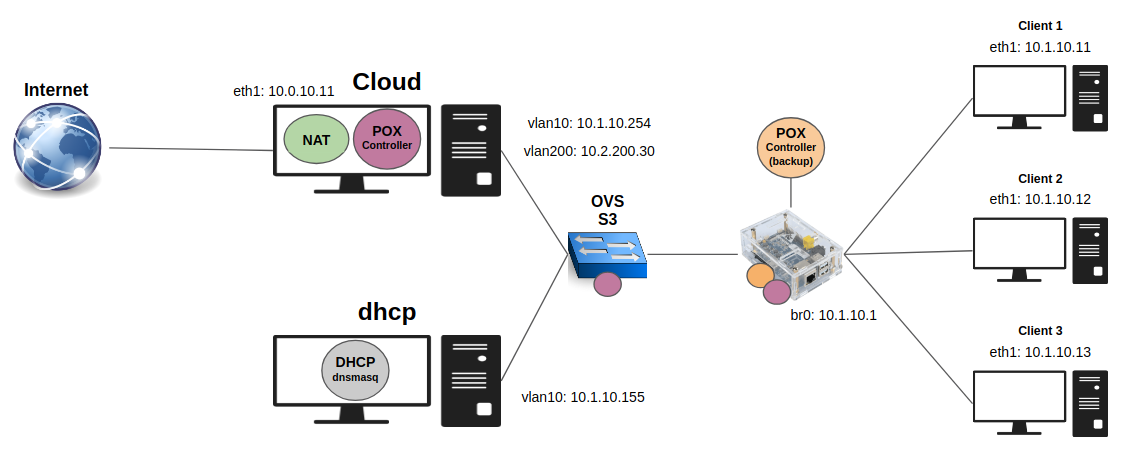 Internet
eth1: 10.0.10.11
Cloud
NAT
POX
Controller
vlan10: 10.1.10.254
vlan200: 10.2.200.30
OVS
S3
dhcp
DHCP
dnsmasq
vlan10: 10.1.10.155
POX
Controller
(backup)
br0: 10.1.10.1
Client 1
eth1: 10.1.10.11
Client 2
eth1: 10.1.10.12
Client 3
eth1: 10.1.10.13